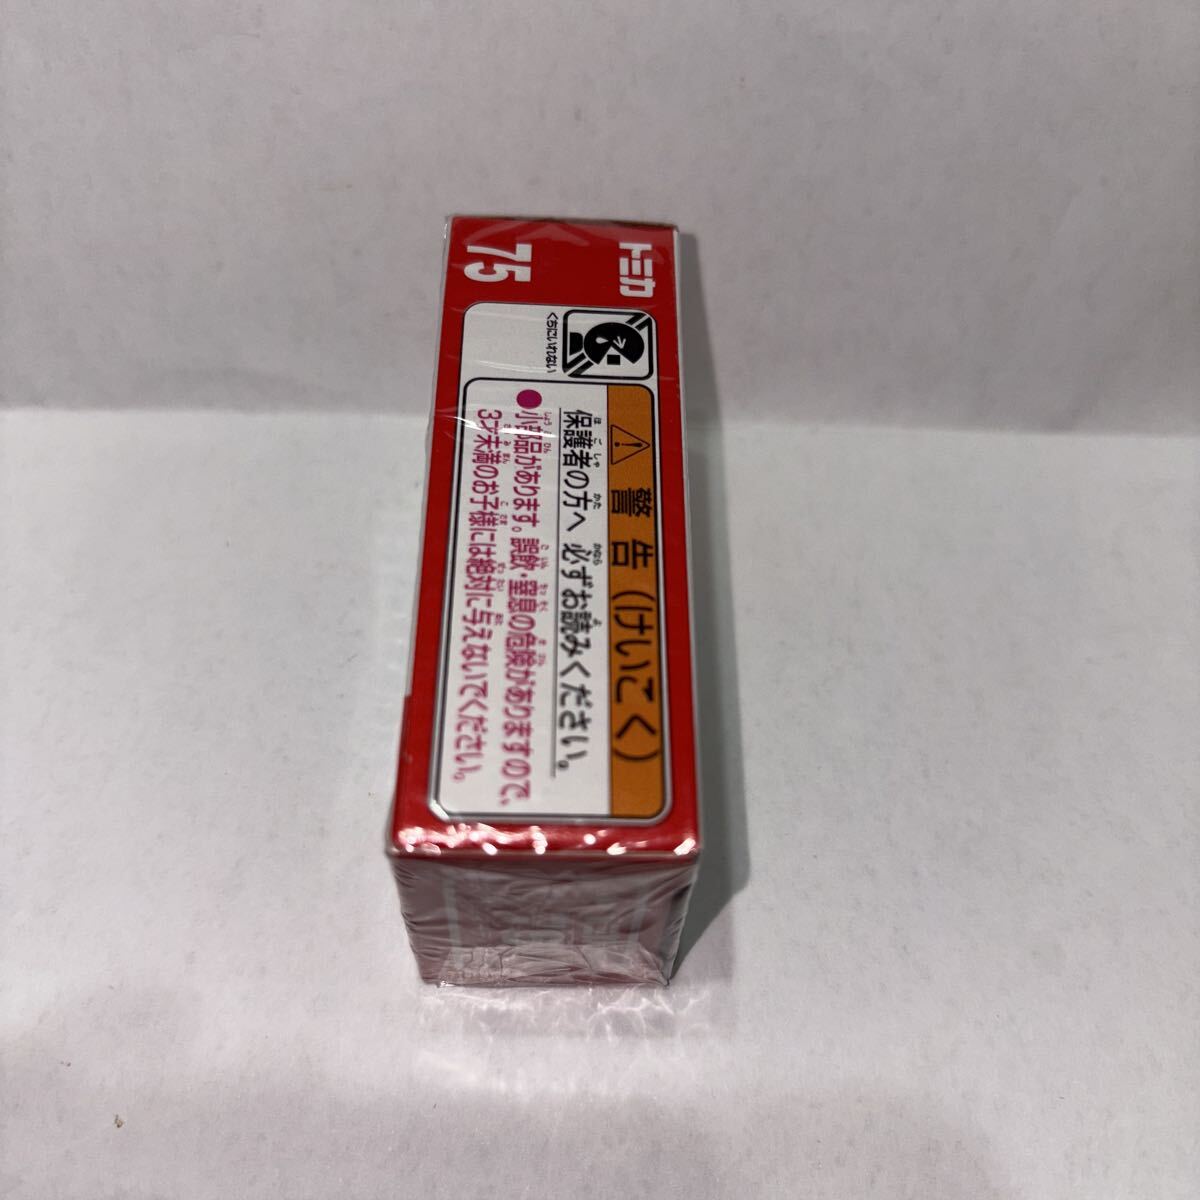 トミカ
75
くちにいれない
警告(けいこく)
保護者の方へ 必ずお読みください。
●小部品があります。誤飲・窒息の危険がありますので、
3才未満のお子様には絶対に与えないでください。